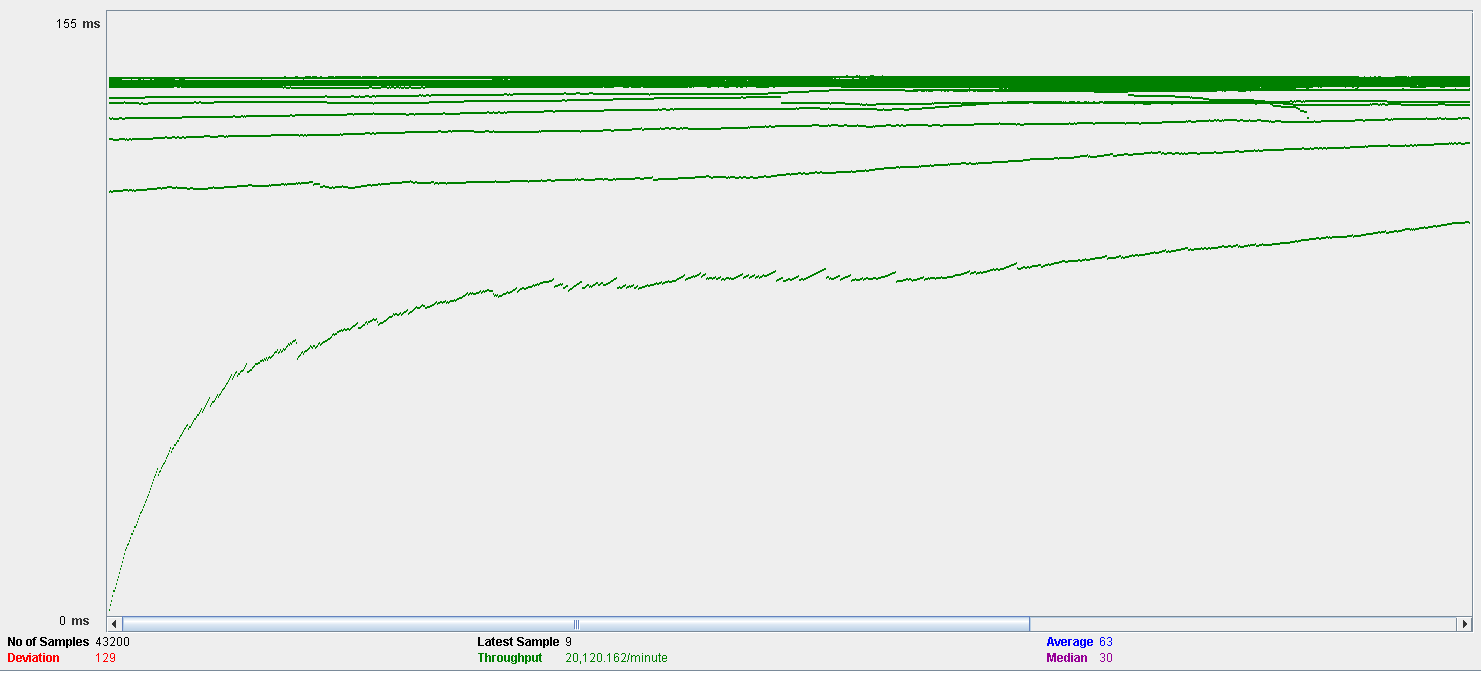 155 ms
0 ms
No of Samples 43200 Latest Sample 9 Average 63
Deviation 129 Throughput 20,120.162/minute Median 30